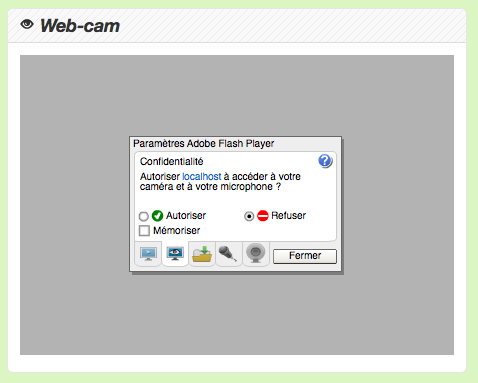 Web-cam
Paramètres Adobe Flash Player
Confidentialité
Autoriser localhost à accéder à votre
caméra et à votre microphone ?
Autoriser Refuser
Mémoriser
Fermer